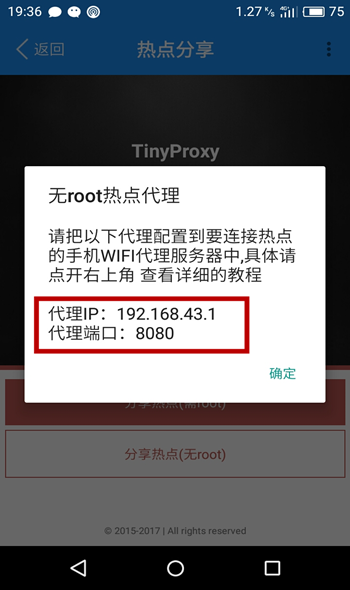 19:36 1.27 K/s 4G 75
返回 热点分享
TinyProxy
无root热点代理
请把以下代理配置到要连接热点
的手机WIFI代理服务器中,具体请
点开右上角 查看详细的教程
代理IP：192.168.43.1
代理端口：8080
确定
分享热点(需root)
分享热点(无root)
© 2015-2017 | All rights reserved